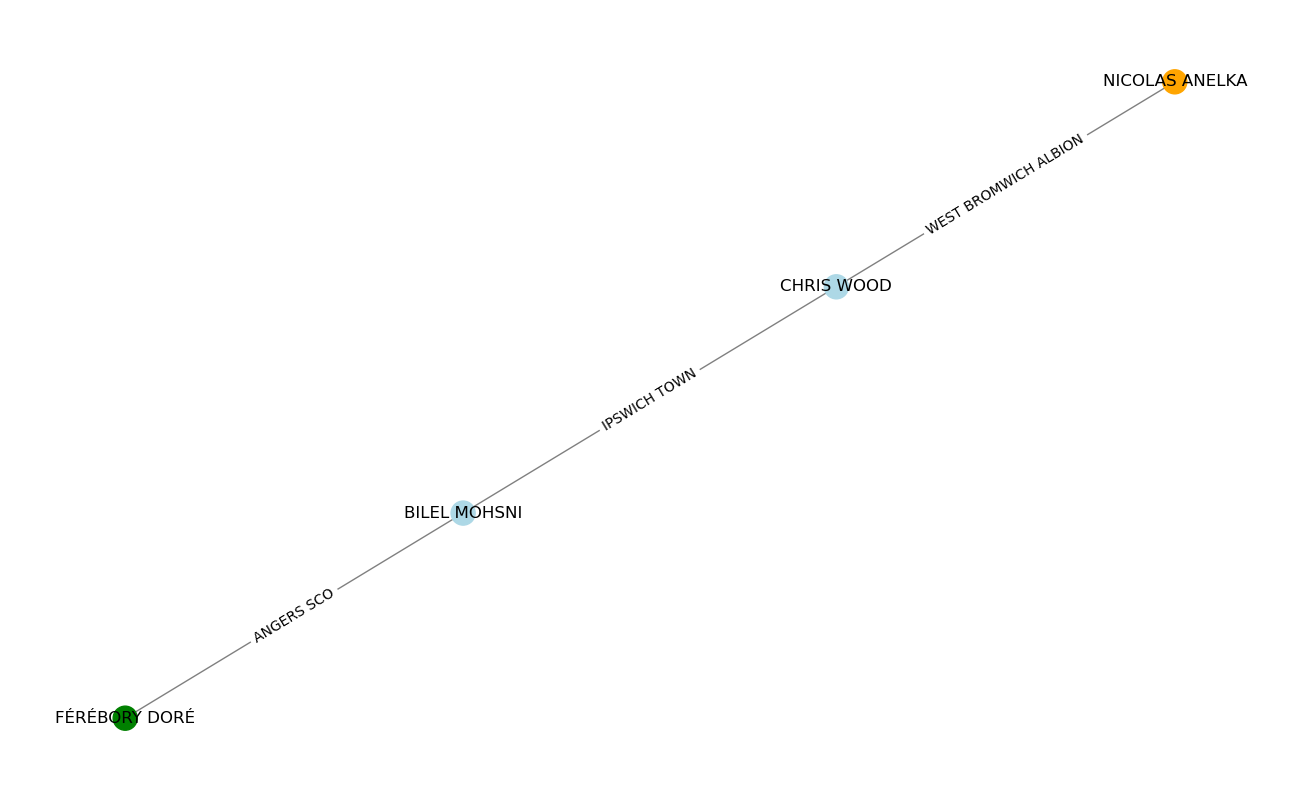 NICOLAS ANELKA
WEST BROMWICH ALBION
CHRIS WOOD
IPSWICH TOWN
BILEL MOHSNI
ANGERS SCO
FÉRÉBORY DORÉ